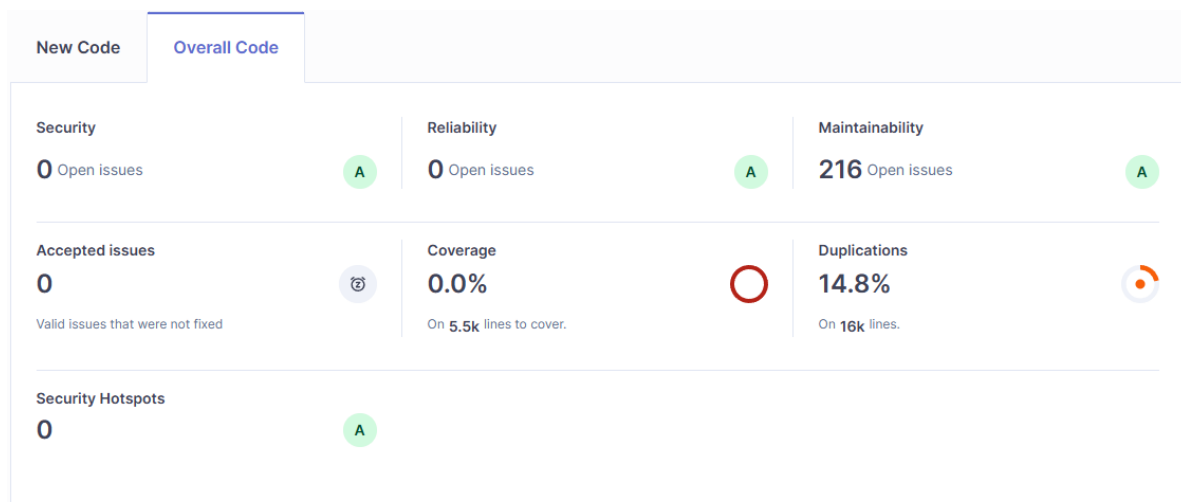 New Code Overall Code
Security Reliability Maintainability
0 Open issues A 0 Open issues A 216 Open issues A
Accepted issues Coverage Duplications
0 z 0.0% 14.8%
Valid issues that were not fixed On 5.5k lines to cover. On 16k lines.
Security Hotspots
0 A